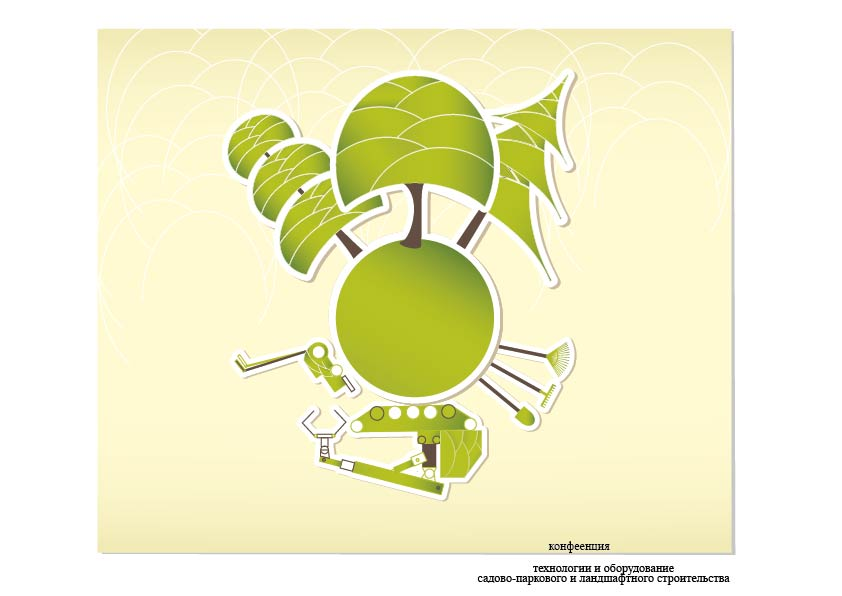 конфеенция
технологии и оборудование
садово-паркового и ландшафтного строительства